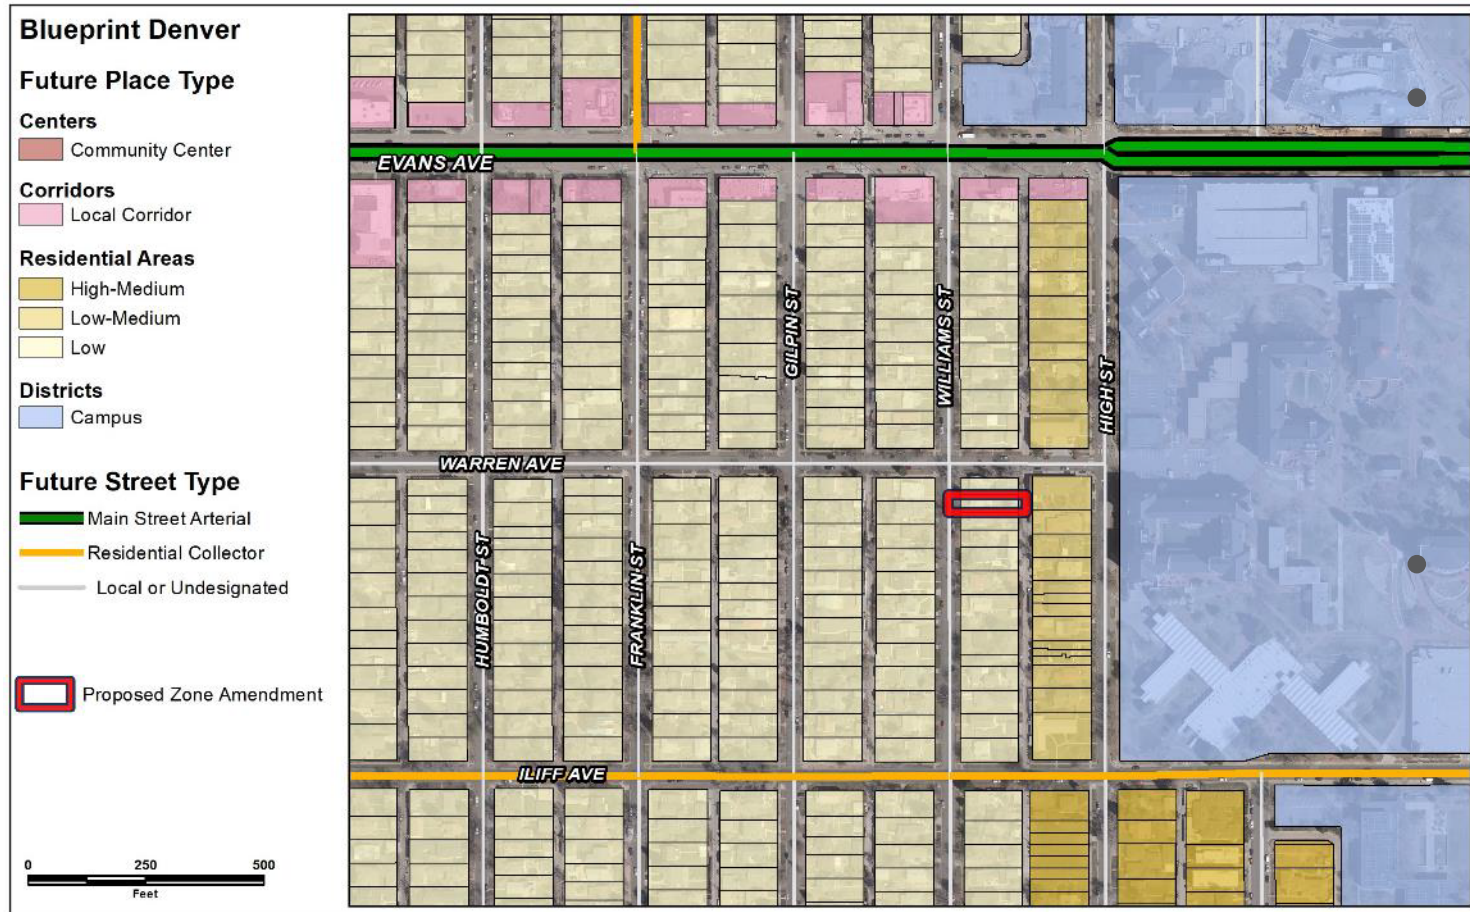 Blueprint Denver
Future Place Type
Centers
Community Center
Corridors
Local Corridor
Residential Areas
High-Medium
Low-Medium
Low
Districts
Campus
Future Street Type
Main Street Arterial
Residential Collector
Local or Undesignated
Proposed Zone Amendment
0 250 500
Feet
EVANS AVE
GILPIN ST
WILLIAMS ST
HIGH ST
WARREN AVE
HUMBOLDT ST
FRANKLIN ST
ILIFF AVE